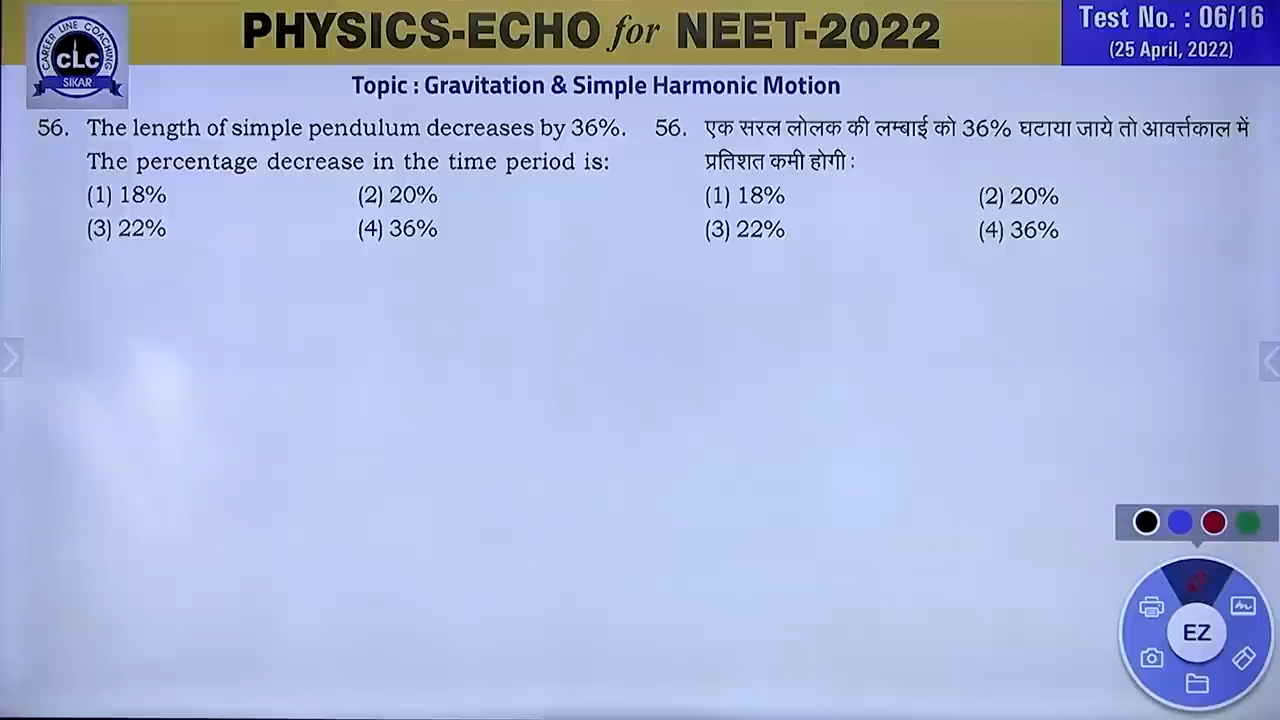 PHYSICS-ECHO for NEET-2022
Test No. : 06/16
(25 April, 2022)
CAREER LINE COACHING
CLC
SIKAR
Topic : Gravitation & Simple Harmonic Motion
56. The length of simple pendulum decreases by 36%.
The percentage decrease in the time period is:
(1) 18% (2) 20%
(3) 22% (4) 36%
56. एक सरल लोलक की लम्बाई को 36% घटाया जाये तो आवर्त्तकाल में
प्रतिशत कमी होगी :
(1) 18% (2) 20%
(3) 22% (4) 36%
EZ